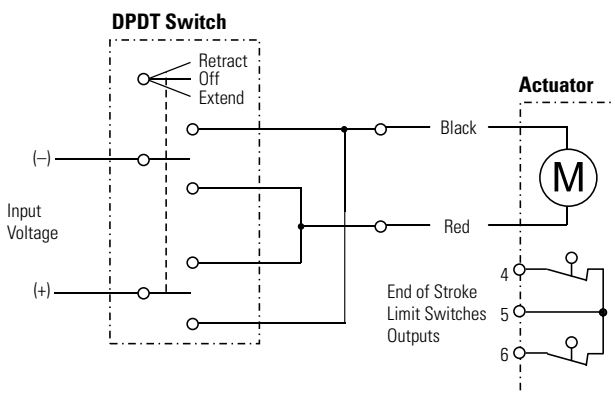 DPDT Switch
Retract
Off
Extend
Actuator
(–)
Black
M
Input
Voltage
Red
(+)
End of Stroke
Limit Switches
Outputs
4
5
6